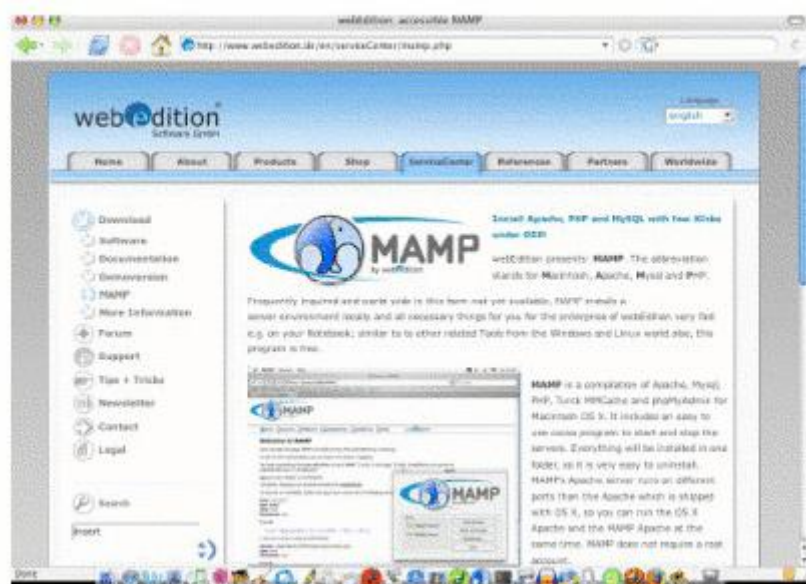 webEdition: accessible MAMP
http://www.webedition.de/en/serviceCenter/mamp.php
webedition
Software GmbH
Language
english
Home
About
Products
Shop
ServiceCenter
References
Partners
Worldwide
Download
Software
Documentation
Demoversion
MAMP
More Information
Forum
Support
Tips + Tricks
Newsletter
Contact
Legal
Search
insert
MAMP
by webEdition
Install Apache, PHP and MySQL with few Klicks
under OSX!
webEdition presents: MAMP. The abbreviation
stands for Macintosh, Apache, Mysql and PHP.
Frequently inquired and world wide in this form not yet available, MAMP installs a
server environment locally and all necessary things for you for the enterprise of webEdition very fast
e.g. on your Notebook; similar to to other related Tools from the Windows and Linux world also, this
program is free.
MAMP
Welcome to MAMP
MAMP
MAMP is a compilation of Apache, Mysql,
PHP, Turck MMCache and phpMyAdmin for
Macintosh OS X. It includes an easy to
use cocoa program to start and stop the
servers. Everything will be installed in one
folder, so it is very easy to uninstall.
MAMP's Apache server runs on different
ports than the Apache which is shipped
with OS X, so you can run the OS X
Apache and the MAMP Apache at the
same time. MAMP does not require a root
account.
Done